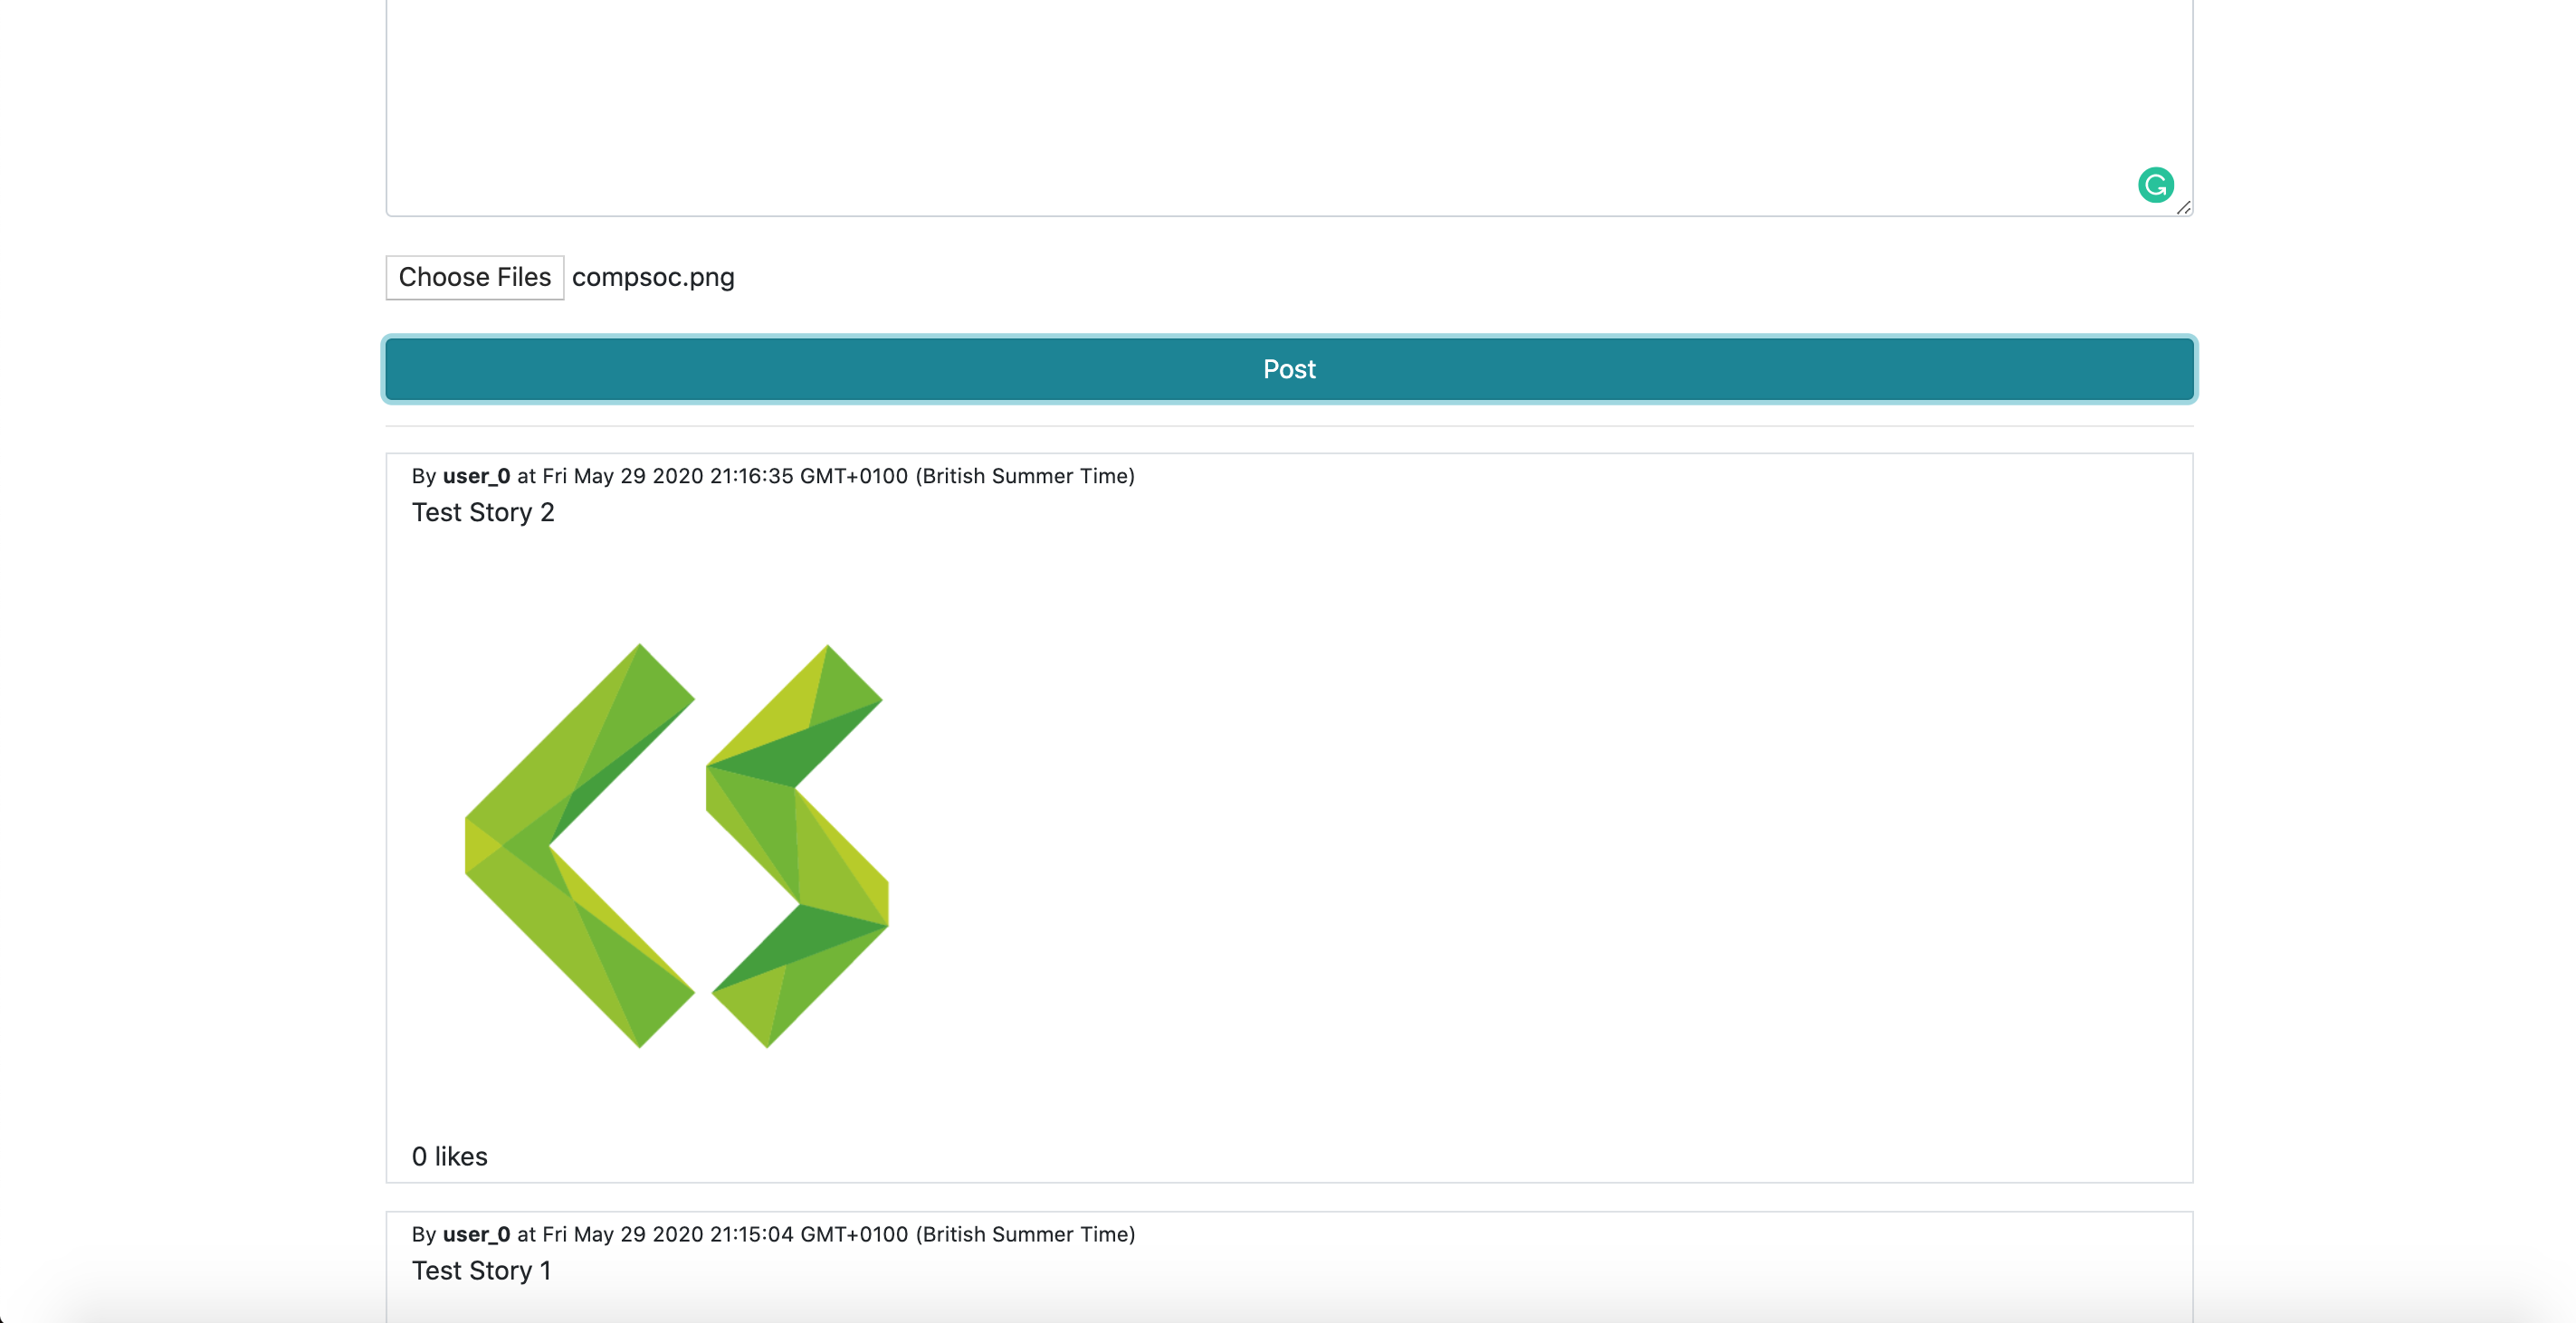 Choose Files compsoc.png
Post
By user_0 at Fri May 29 2020 21:16:35 GMT+0100 (British Summer Time)
Test Story 2
0 likes
By user_0 at Fri May 29 2020 21:15:04 GMT+0100 (British Summer Time)
Test Story 1